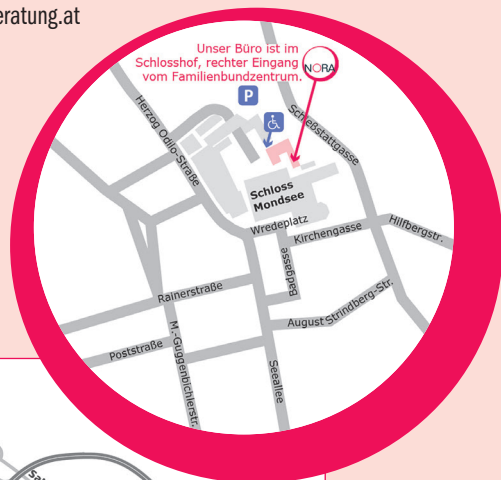 eratung.at
Unser Büro ist im
Schlosshof, rechter Eingang
vom Familienbundzentrum.
NORA
P
Herzog Odilo-Straße
Schießstattgasse
Schloss
Mondsee
Wredeplatz
Kirchengasse
Hilfbergstr.
Badgasse
Rainerstraße
August Strindberg-Str.
Poststraße
M.-Guggenbichlerstr.
Seeallee